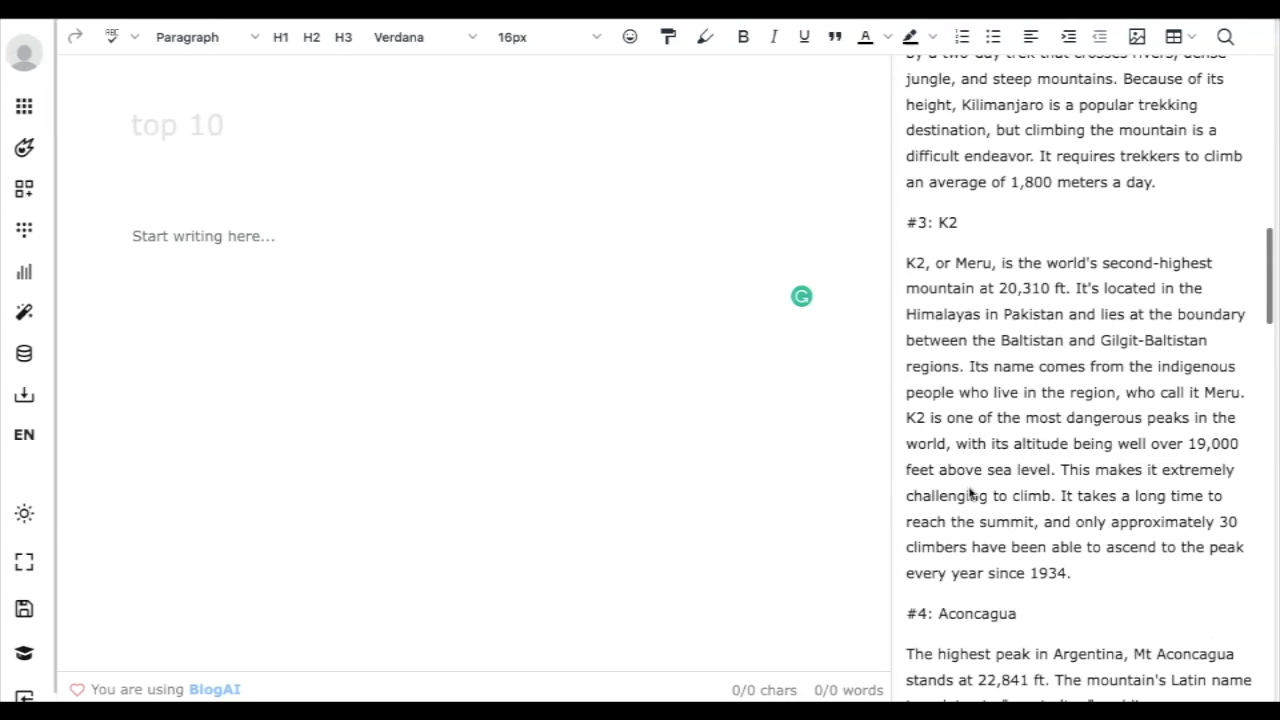 Paragraph H1 H2 H3 Verdana 16px B I U A
top 10
Start writing here...
EN
You are using BlogAI
0/0 chars 0/0 words
jungle, and steep mountains. Because of its
height, Kilimanjaro is a popular trekking
destination, but climbing the mountain is a
difficult endeavor. It requires trekkers to climb
an average of 1,800 meters a day.
#3: K2
K2, or Meru, is the world's second-highest
mountain at 20,310 ft. It's located in the
Himalayas in Pakistan and lies at the boundary
between the Baltistan and Gilgit-Baltistan
regions. Its name comes from the indigenous
people who live in the region, who call it Meru.
K2 is one of the most dangerous peaks in the
world, with its altitude being well over 19,000
feet above sea level. This makes it extremely
challenging to climb. It takes a long time to
reach the summit, and only approximately 30
climbers have been able to ascend to the peak
every year since 1934.
#4: Aconcagua
The highest peak in Argentina, Mt Aconcagua
stands at 22,841 ft. The mountain's Latin name